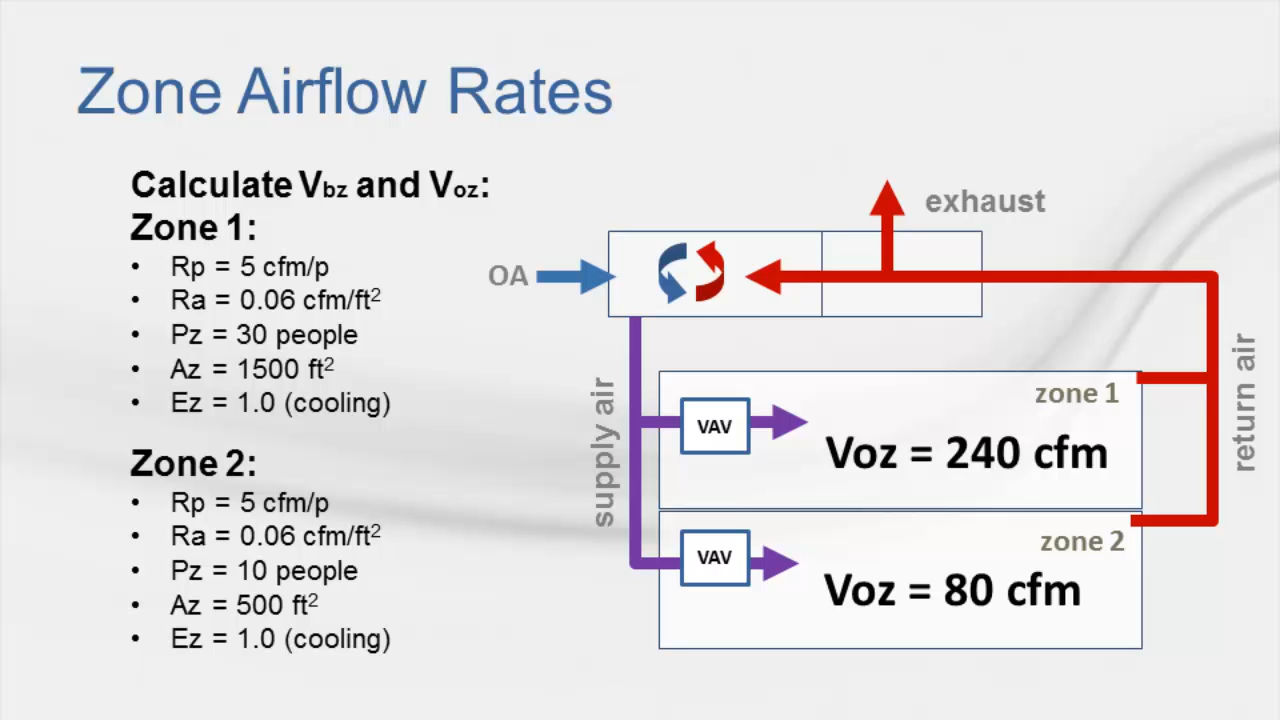 Zone Airflow Rates
Calculate Vbz and Voz:
Zone 1:
• Rp = 5 cfm/p
• Ra = 0.06 cfm/ft²
• Pz = 30 people
• Az = 1500 ft²
• Ez = 1.0 (cooling)
Zone 2:
• Rp = 5 cfm/p
• Ra = 0.06 cfm/ft²
• Pz = 10 people
• Az = 500 ft²
• Ez = 1.0 (cooling)
exhaust
OA
supply air
return air
zone 1
VAV
Voz = 240 cfm
zone 2
VAV
Voz = 80 cfm